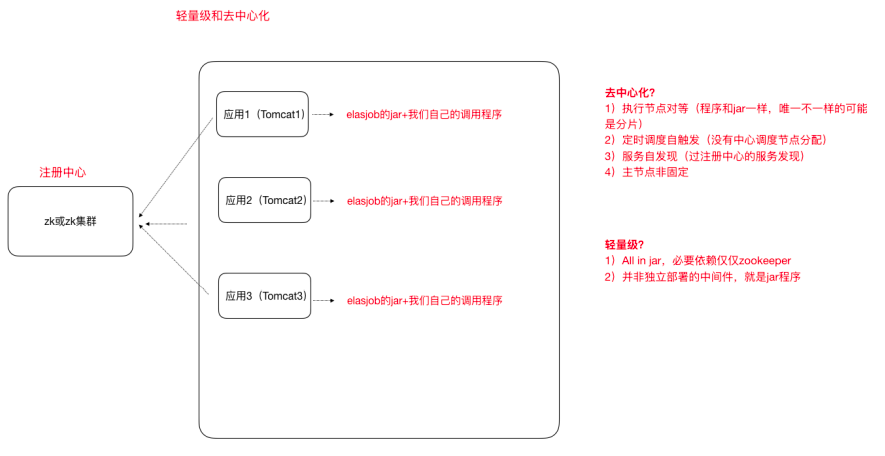 轻量级和去中心化
应用1（Tomcat1）
elasjob的jar+我们自己的调用程序
注册中心
zk或zk集群
应用2（Tomcat2）
elasjob的jar+我们自己的调用程序
应用3（Tomcat3）
elasjob的jar+我们自己的调用程序
去中心化？
1）执行节点对等（程序和jar一样，唯一不一样的可能
是分片）
2）定时调度自触发（没有中心调度节点分配）
3）服务自发现（过注册中心的服务发现）
4）主节点非固定
轻量级？
1）All in jar，必要依赖仅仅zookeeper
2）并非独立部署的中间件，就是jar程序